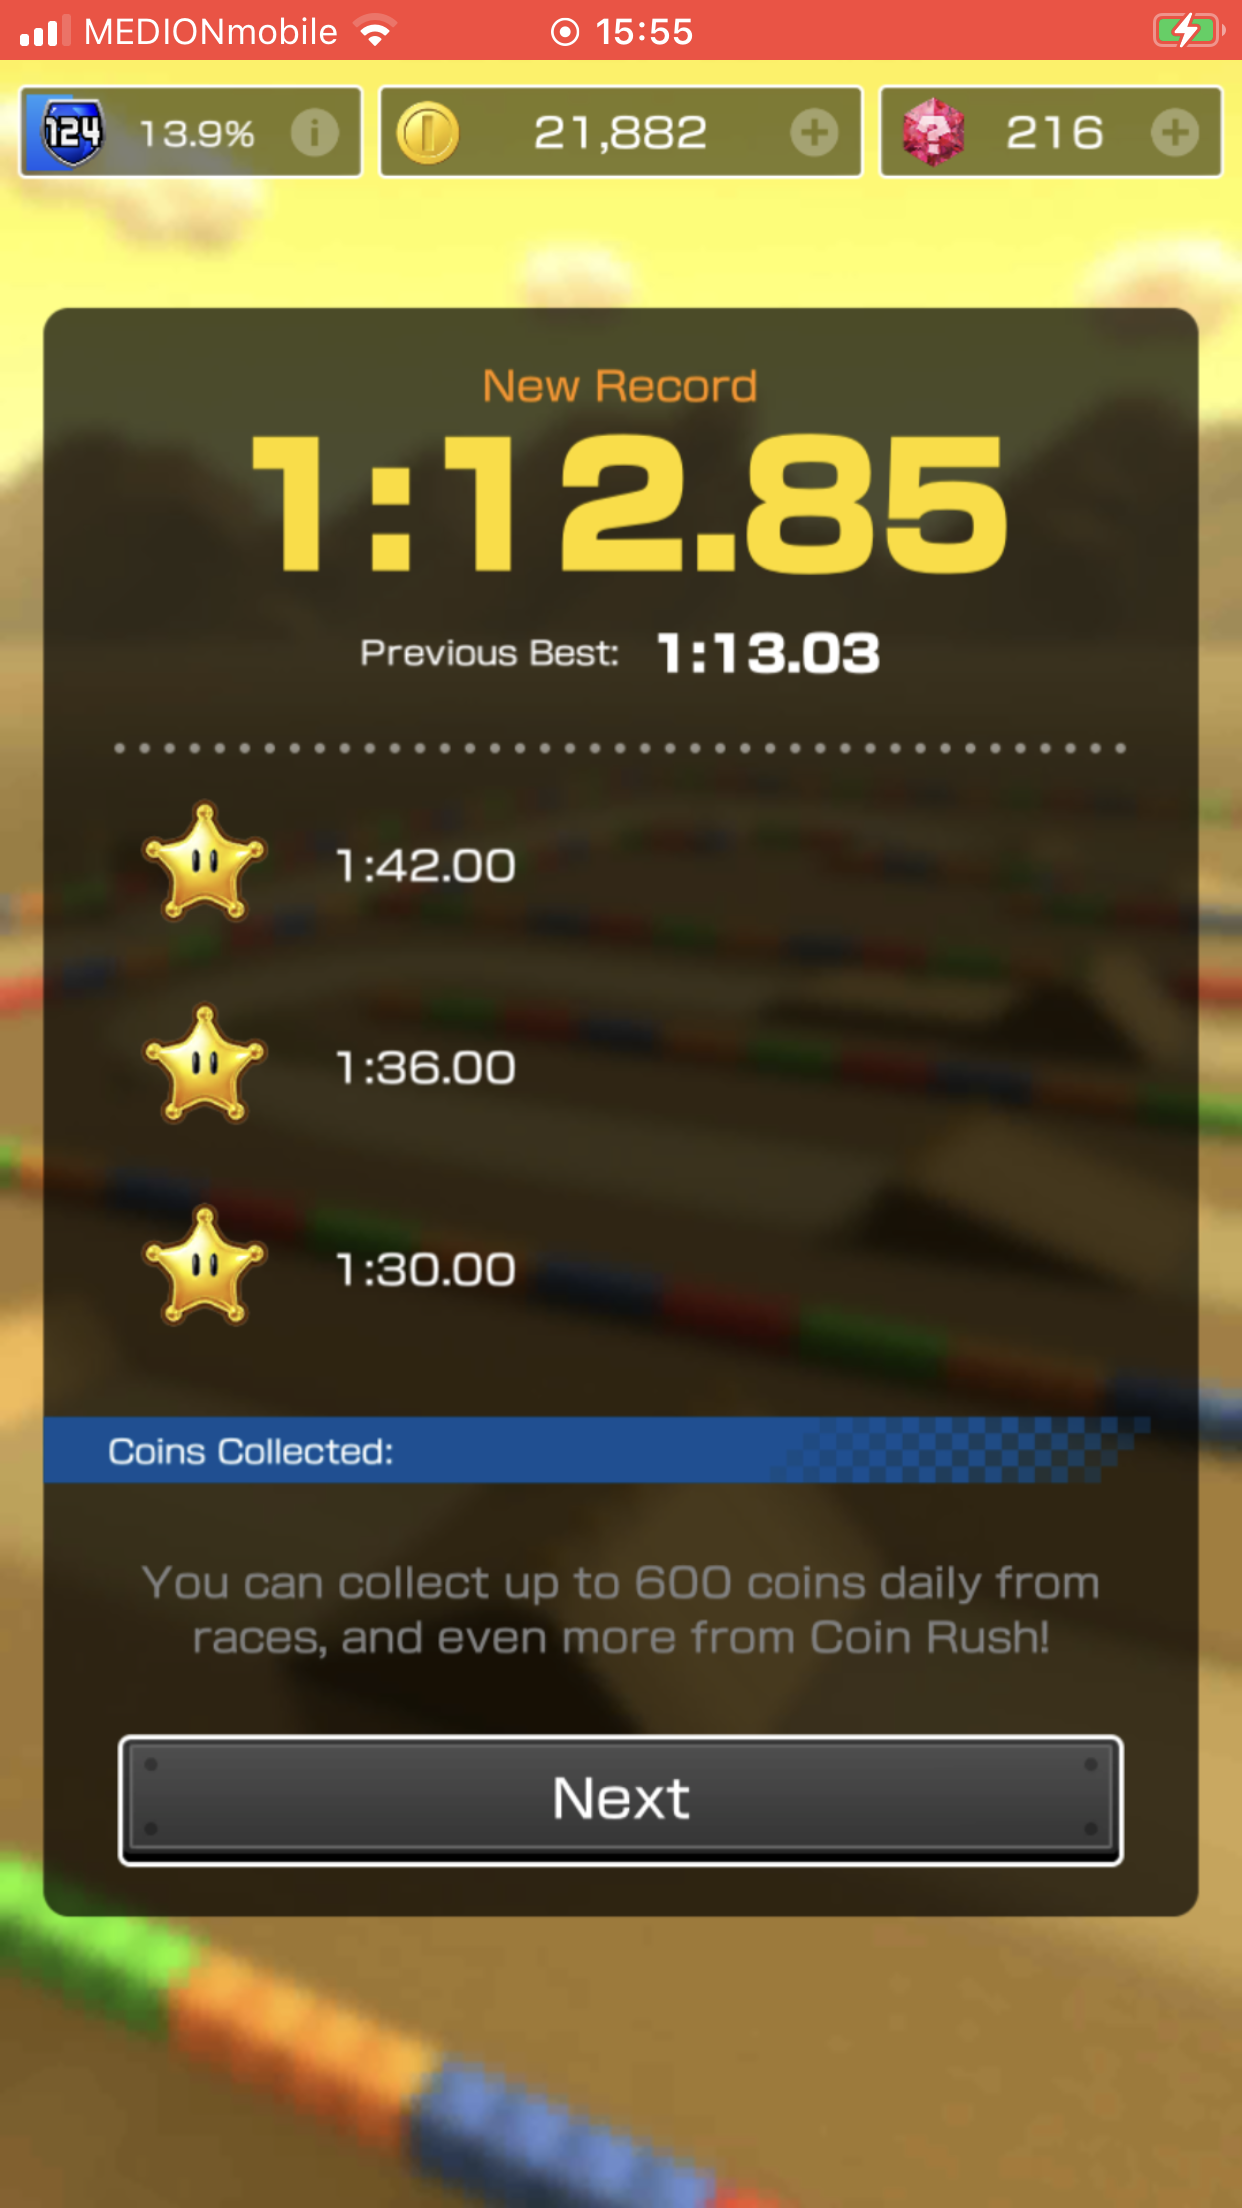 MEDIONmobile 15:55
124 13.9% 21,882 216
New Record
1:12.85
Previous Best: 1:13.03
1:42.00
1:36.00
1:30.00
Coins Collected:
You can collect up to 600 coins daily from
races, and even more from Coin Rush!
Next